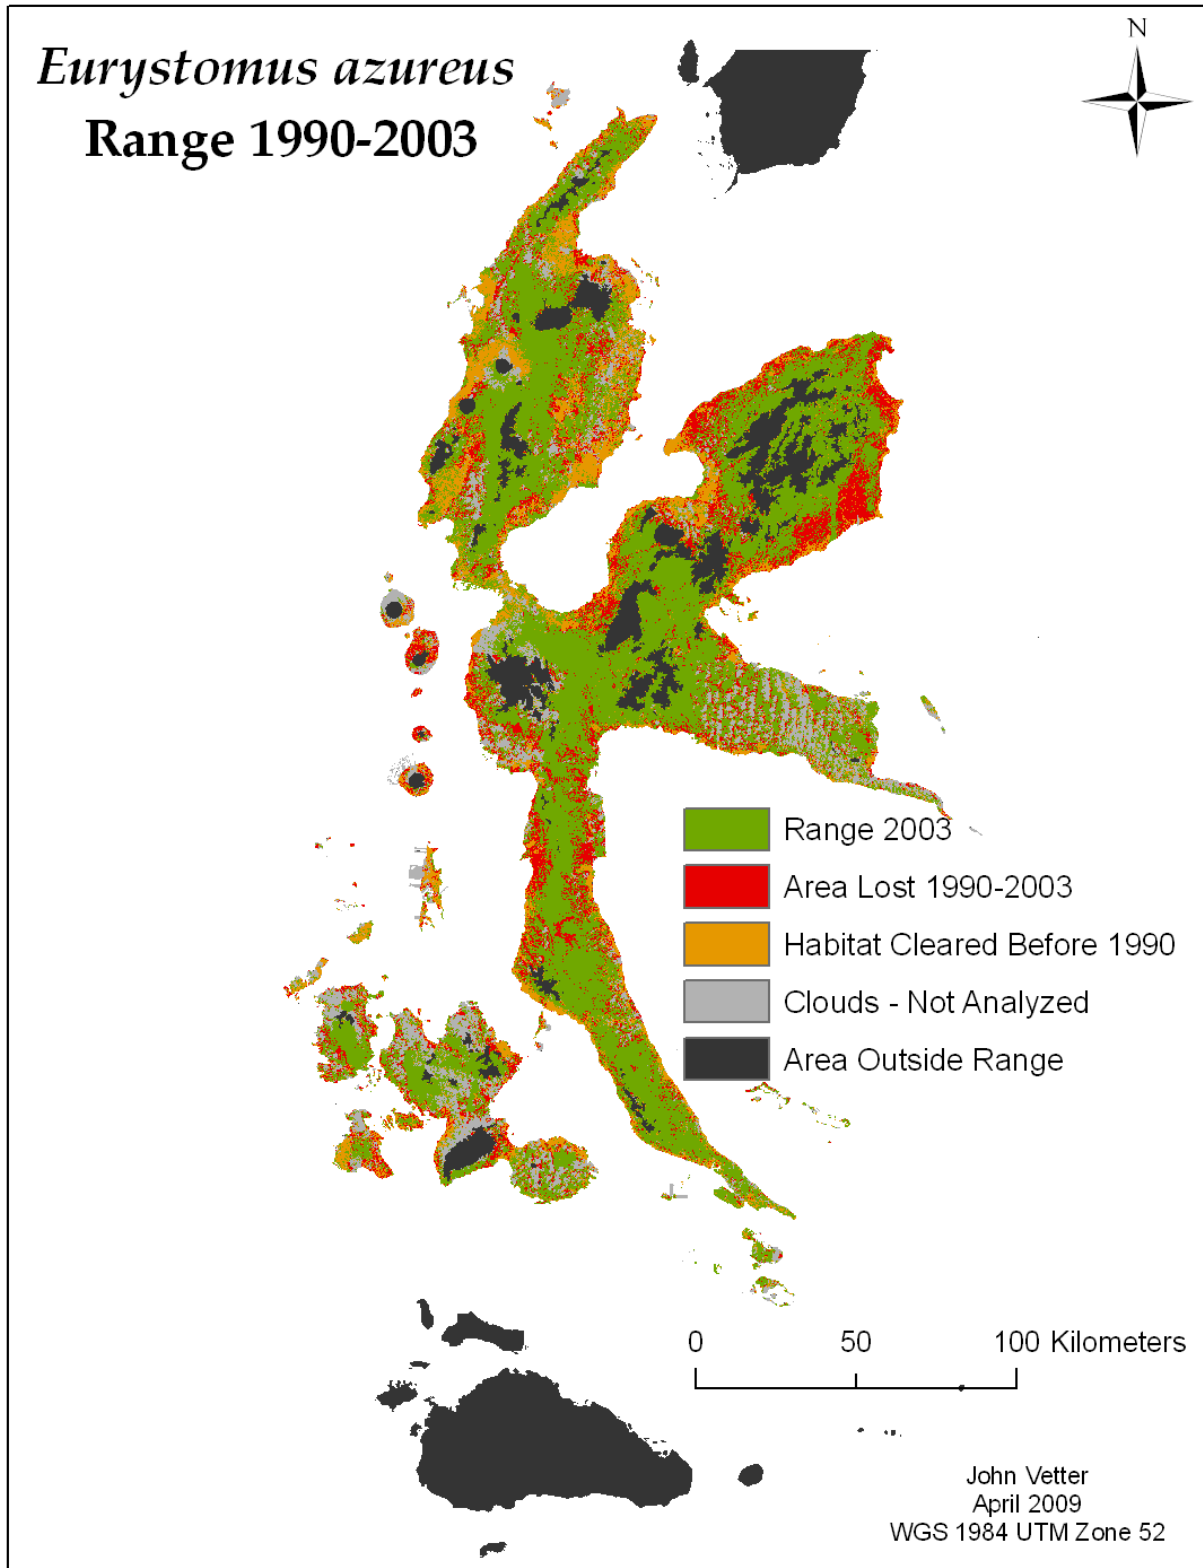 Eurystomus azureus
Range 1990-2003
N
Range 2003
Area Lost 1990-2003
Habitat Cleared Before 1990
Clouds - Not Analyzed
Area Outside Range
0 50 100 Kilometers
John Vetter
April 2009
WGS 1984 UTM Zone 52